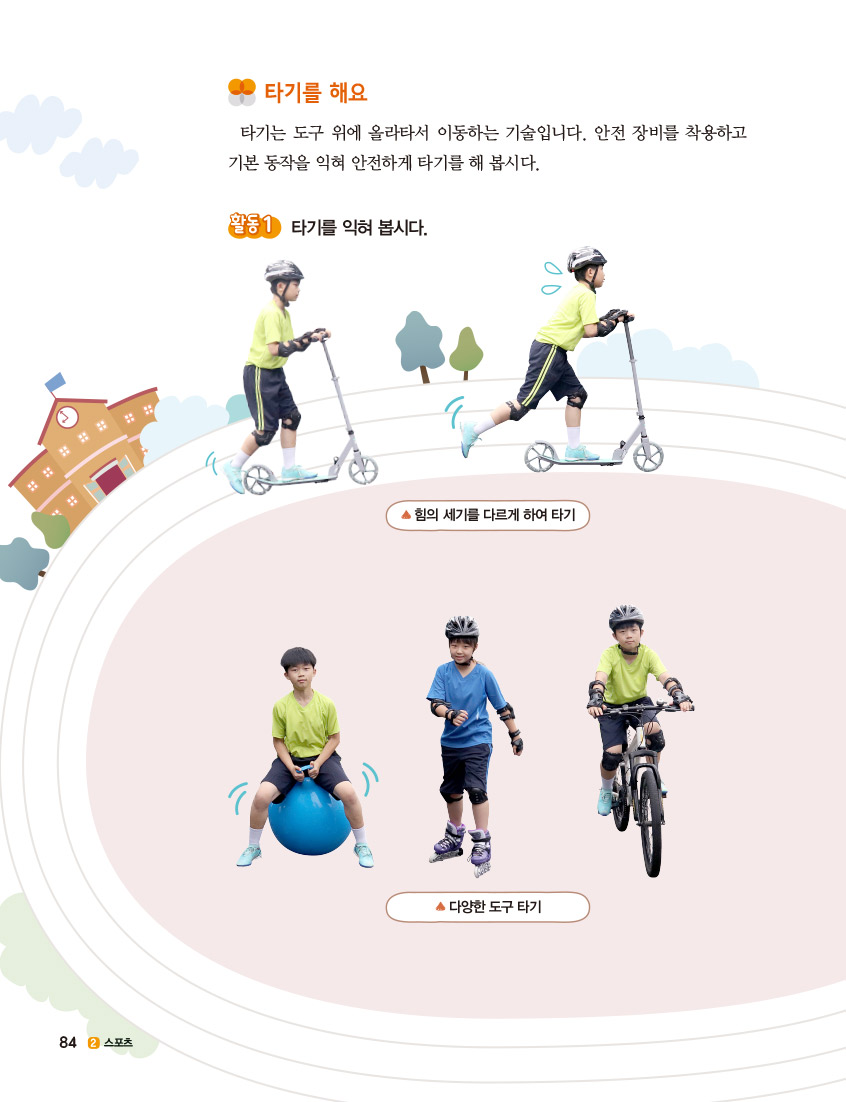 타기를 해요
타기는 도구 위에 올라타서 이동하는 기술입니다. 안전 장비를 착용하고
기본 동작을 익혀 안전하게 타기를 해 봅시다.
활동 1 타기를 익혀 봅시다.
▲ 힘의 세기를 다르게 하여 타기
▲ 다양한 도구 타기
84 2 스포츠